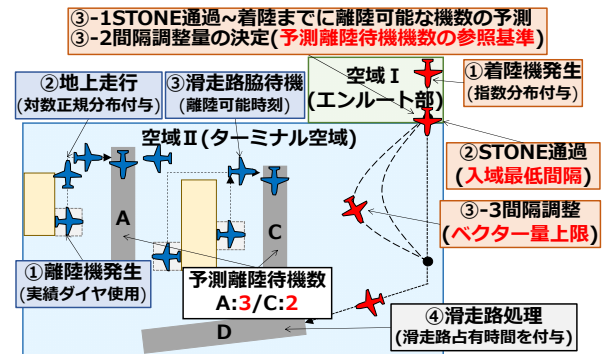 ③-1STONE通過~着陸までに離陸可能な機数の予測
③-2間隔調整量の決定(予測離陸待機機数の参照基準)
②地上走行
(対数正規分布付与)
③滑走路脇待機
(離陸可能時刻)
空域Ⅰ
(エンルート部)
①着陸機発生
(指数分布付与)
空域Ⅱ(ターミナル空域)
②STONE通過
(入域最低間隔)
A
C
③-3間隔調整
(ベクター量上限)
①離陸機発生
(実績ダイヤ使用)
予測離陸待機数
A:3/C:2
D
④滑走路処理
(滑走路占有時間を付与)